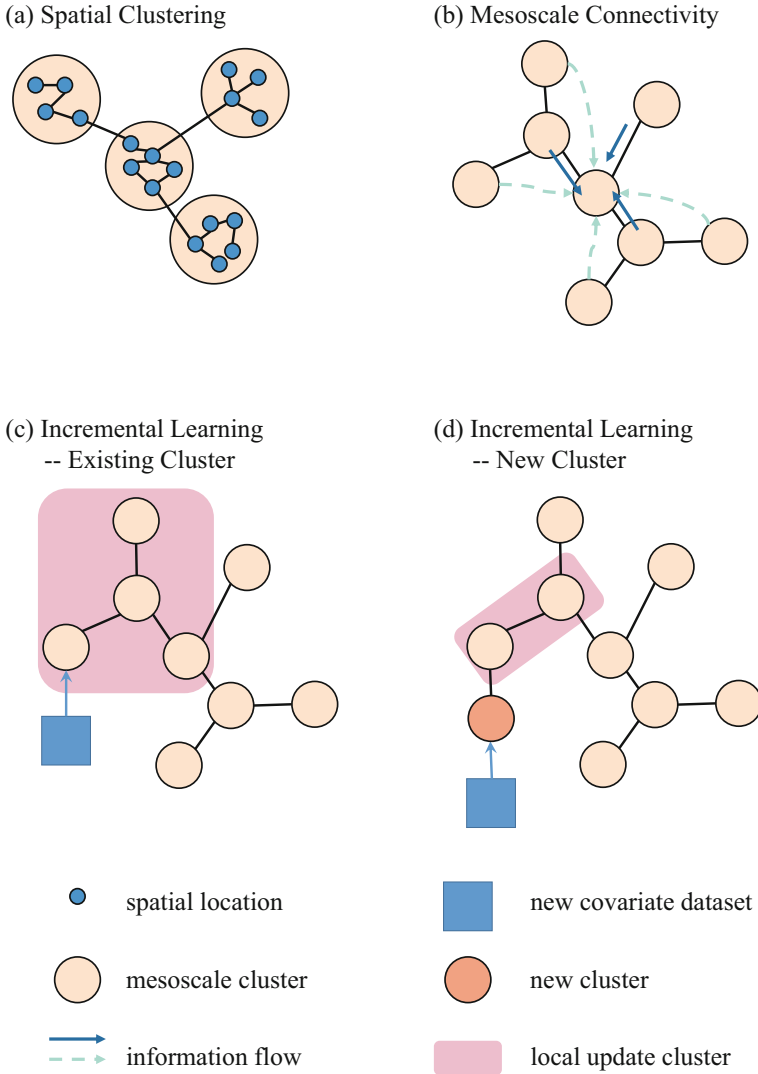 (a) Spatial Clustering
(b) Mesoscale Connectivity
(c) Incremental Learning
-- Existing Cluster
(d) Incremental Learning
-- New Cluster
spatial location
new covariate dataset
mesoscale cluster
new cluster
information flow
local update cluster